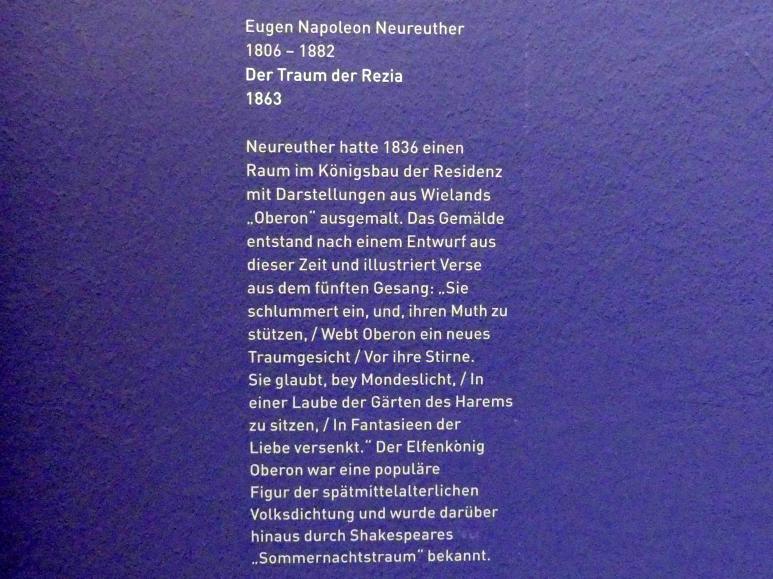 Eugen Napoleon Neureuther
1806 – 1882
Der Traum der Rezia
1863
Neureuther hatte 1836 einen
Raum im Königsbau der Residenz
mit Darstellungen aus Wielands
„Oberon“ ausgemalt. Das Gemälde
entstand nach einem Entwurf aus
dieser Zeit und illustriert Verse
aus dem fünften Gesang: „Sie
schlummert ein, und, ihren Muth zu
stützen, / Webt Oberon ein neues
Traumgesicht / Vor ihre Stirne.
Sie glaubt, bey Mondeslicht, / In
einer Laube der Gärten des Harems
zu sitzen, / In Fantasieen der
Liebe versenkt.“ Der Elfenkönig
Oberon war eine populäre
Figur der spätmittelalterlichen
Volksdichtung und wurde darüber
hinaus durch Shakespeares
„Sommernachtstraum“ bekannt.